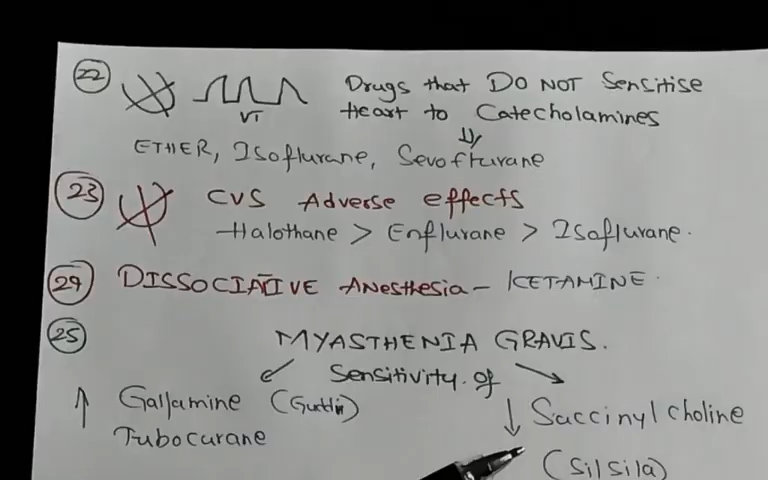 22 VT Drugs that DO NOT Sensitise
Heart to Catecholamines
ETHER, Isoflurane, Sevoflurane
23 CVS Adverse effects
Halothane > Enflurane > Isoflurane.
24 DISSOCIATIVE Anesthesia - KETAMINE
25 MYASTHENIA GRAVIS.
Sensitivity of
↑ Gallamine
Tubocurane
↓ Saccinylcholine
(Silsila)